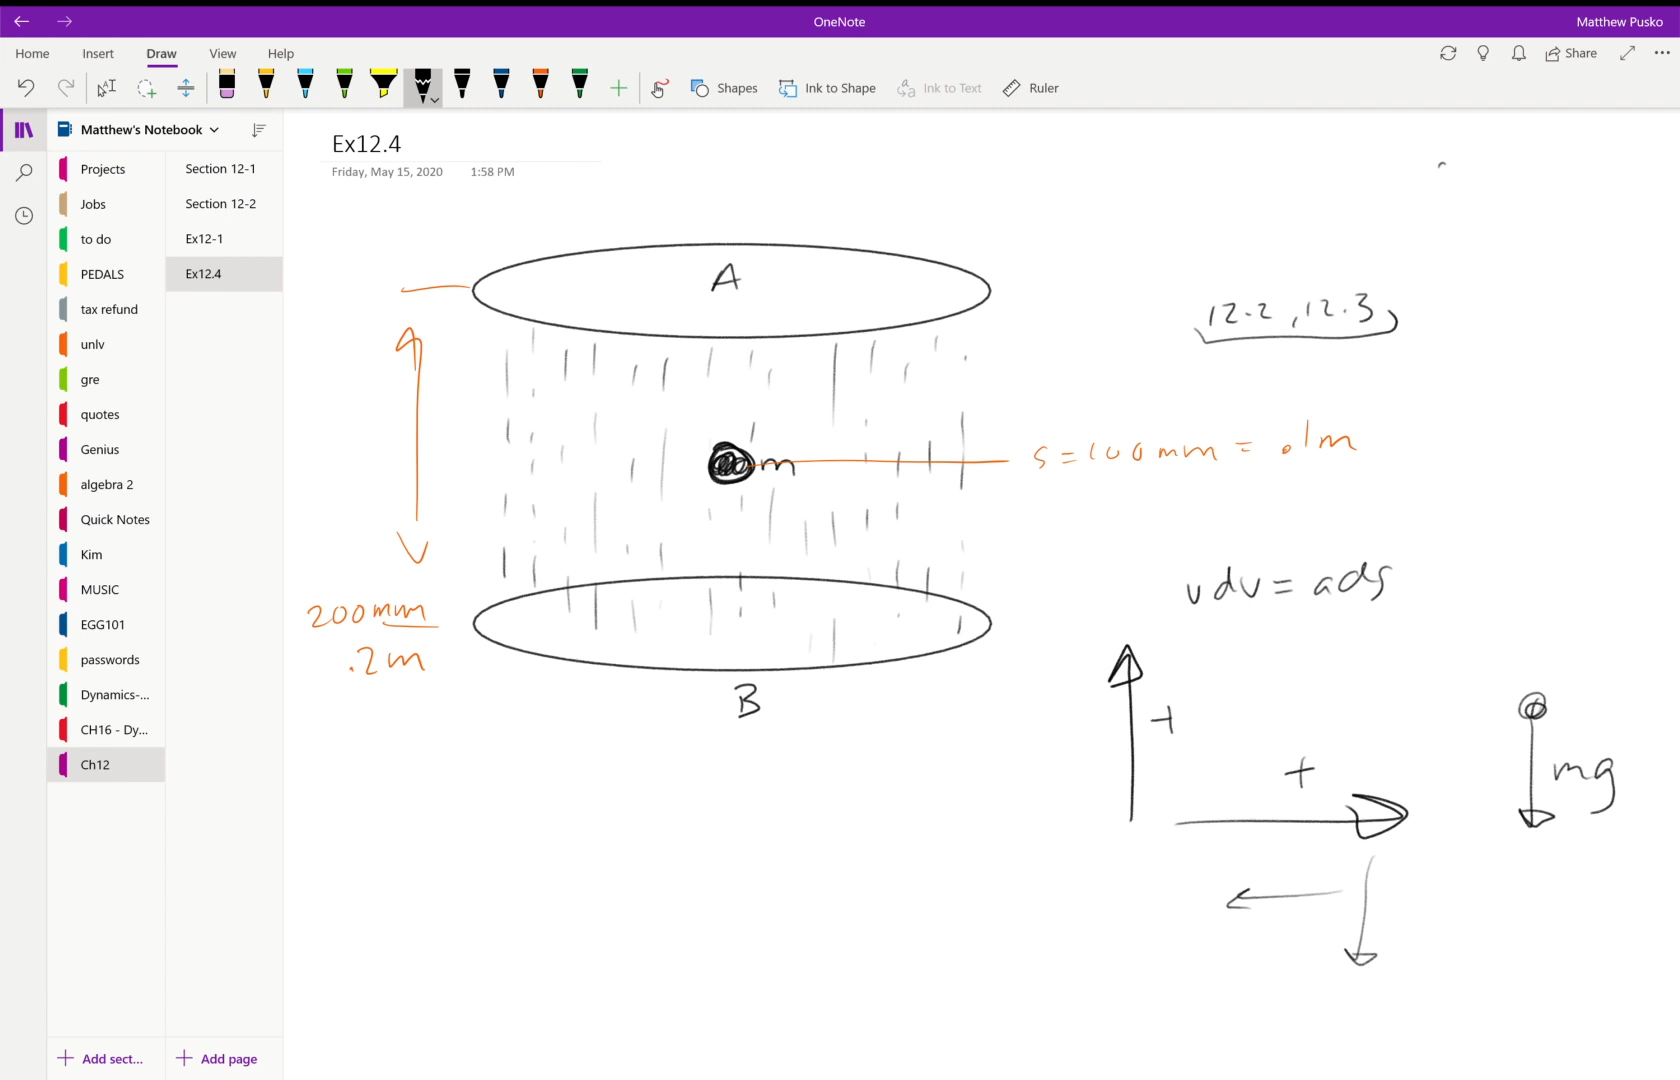 OneNote
Matthew Pusko
Home Insert Draw View Help
Share
Shapes Ink to Shape Ink to Text Ruler
Matthew's Notebook
Projects
Jobs
to do
PEDALS
tax refund
unlv
gre
quotes
Genius
algebra 2
Quick Notes
Kim
MUSIC
EGG101
passwords
Dynamics-...
CH16 - Dy...
Ch12
Add sect...
Section 12-1
Section 12-2
Ex12-1
Ex12.4
Add page
Ex12.4
Friday, May 15, 2020 1:58 PM
A
12.2, 12.3
m
s = 100 mm = .1m
200mm
.2m
B
v dv = a ds
+
+
mg